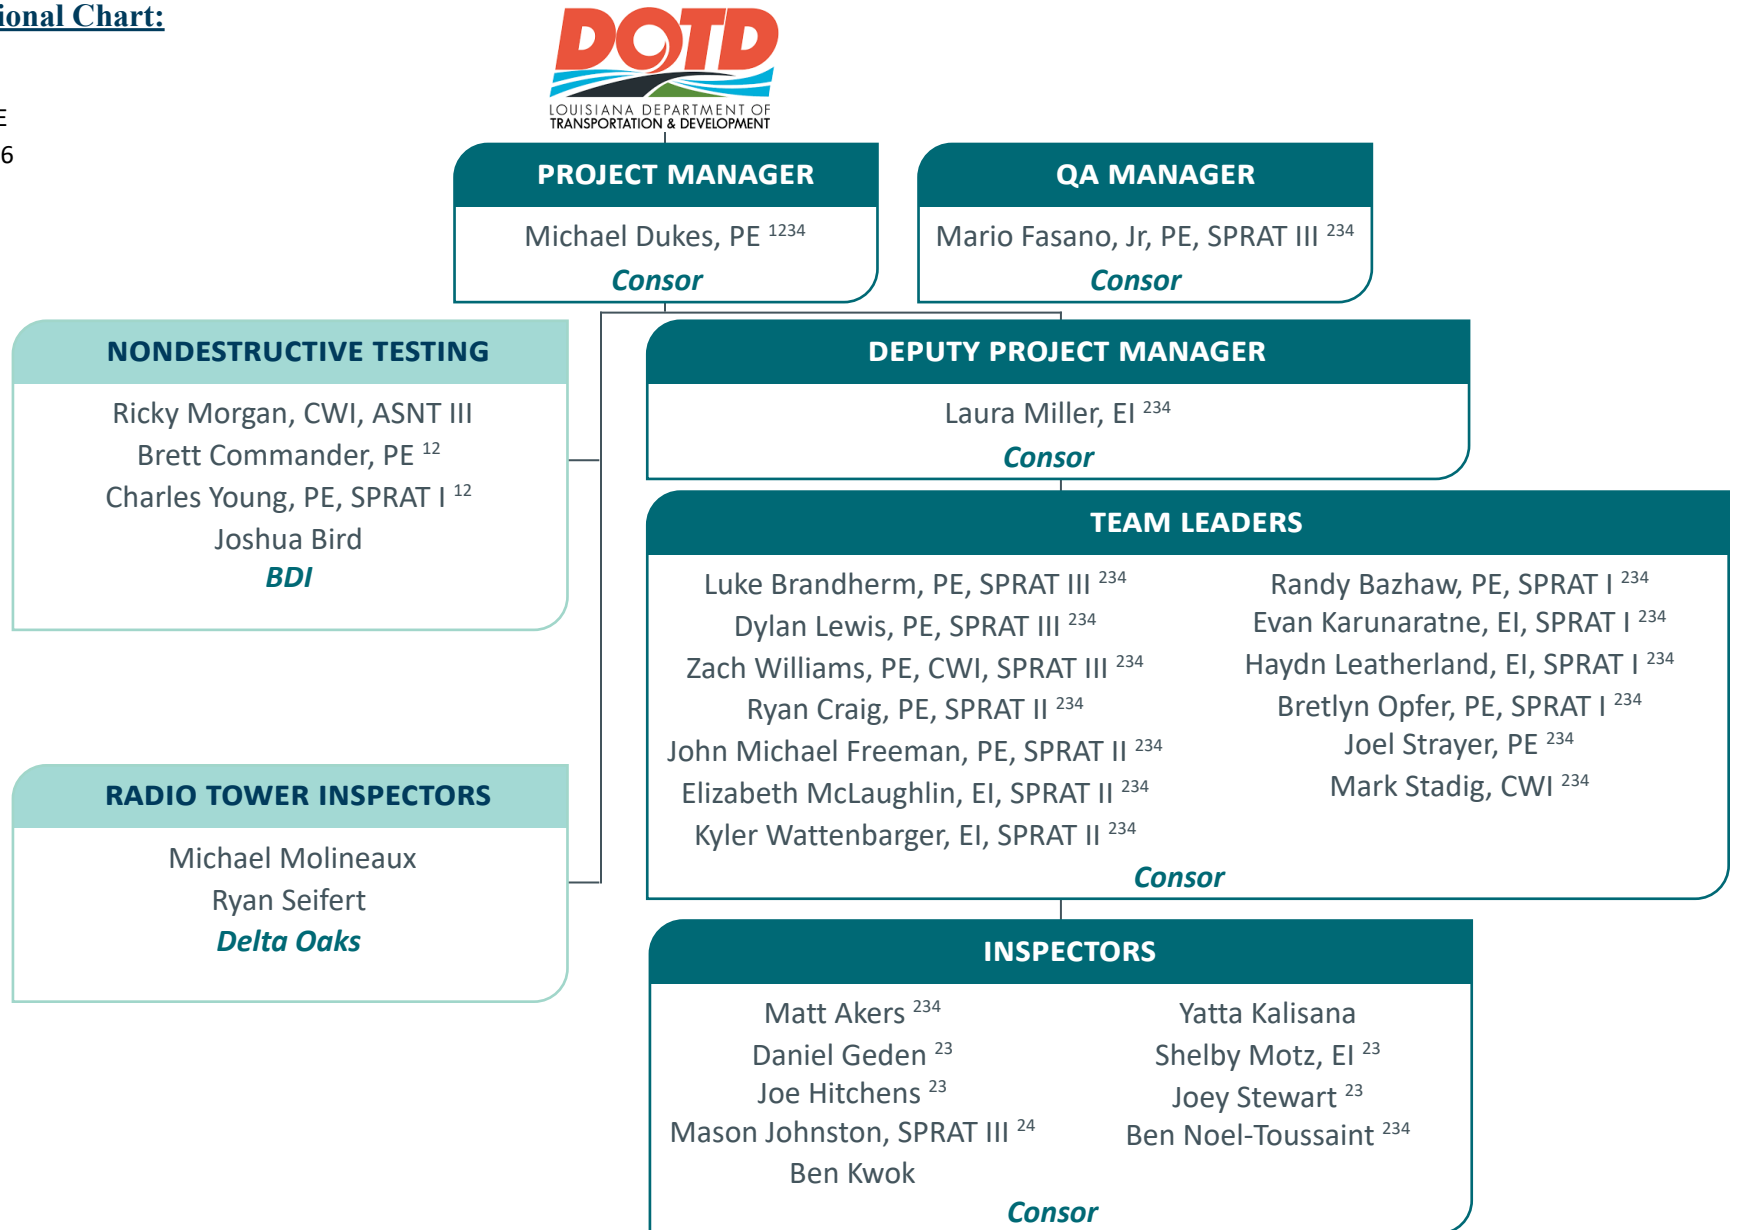 ional Chart:
E
6
DOTD
LOUISIANA DEPARTMENT OF
TRANSPORTATION & DEVELOPMENT
PROJECT MANAGER
Michael Dukes, PE 1234
Consor
QA MANAGER
Mario Fasano, Jr, PE, SPRAT III 234
Consor
NONDESTRUCTIVE TESTING
Ricky Morgan, CWI, ASNT III
Brett Commander, PE 12
Charles Young, PE, SPRAT I 12
Joshua Bird
BDI
DEPUTY PROJECT MANAGER
Laura Miller, EI 234
Consor
TEAM LEADERS
Luke Brandherm, PE, SPRAT III 234
Dylan Lewis, PE, SPRAT III 234
Zach Williams, PE, CWI, SPRAT III 234
Ryan Craig, PE, SPRAT II 234
John Michael Freeman, PE, SPRAT II 234
Elizabeth McLaughlin, EI, SPRAT II 234
Kyler Wattenbarger, EI, SPRAT II 234
Randy Bazhaw, PE, SPRAT I 234
Evan Karunaratne, EI, SPRAT I 234
Haydn Leatherland, EI, SPRAT I 234
Bretlyn Opfer, PE, SPRAT I 234
Joel Strayer, PE 234
Mark Stadig, CWI 234
Consor
RADIO TOWER INSPECTORS
Michael Molineaux
Ryan Seifert
Delta Oaks
INSPECTORS
Matt Akers 234
Daniel Geden 23
Joe Hitchens 23
Mason Johnston, SPRAT III 24
Ben Kwok
Yatta Kalisana
Shelby Motz, EI 23
Joey Stewart 23
Ben Noel-Toussaint 234
Consor